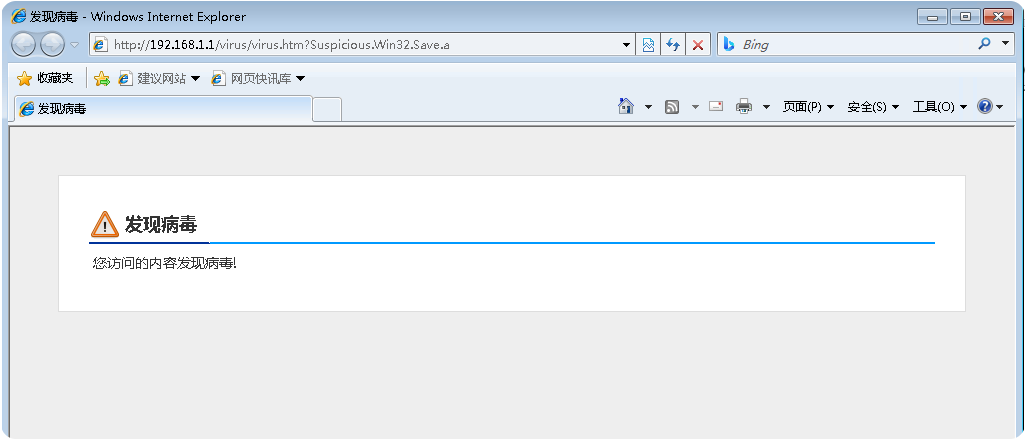 发现病毒 - Windows Internet Explorer
http://192.168.1.1/virus/virus.htm?Suspicious.Win32.Save.a
Bing
收藏夹 建议网站 网页快讯库
发现病毒
页面(P) 安全(S) 工具(O)
发现病毒
您访问的内容发现病毒!